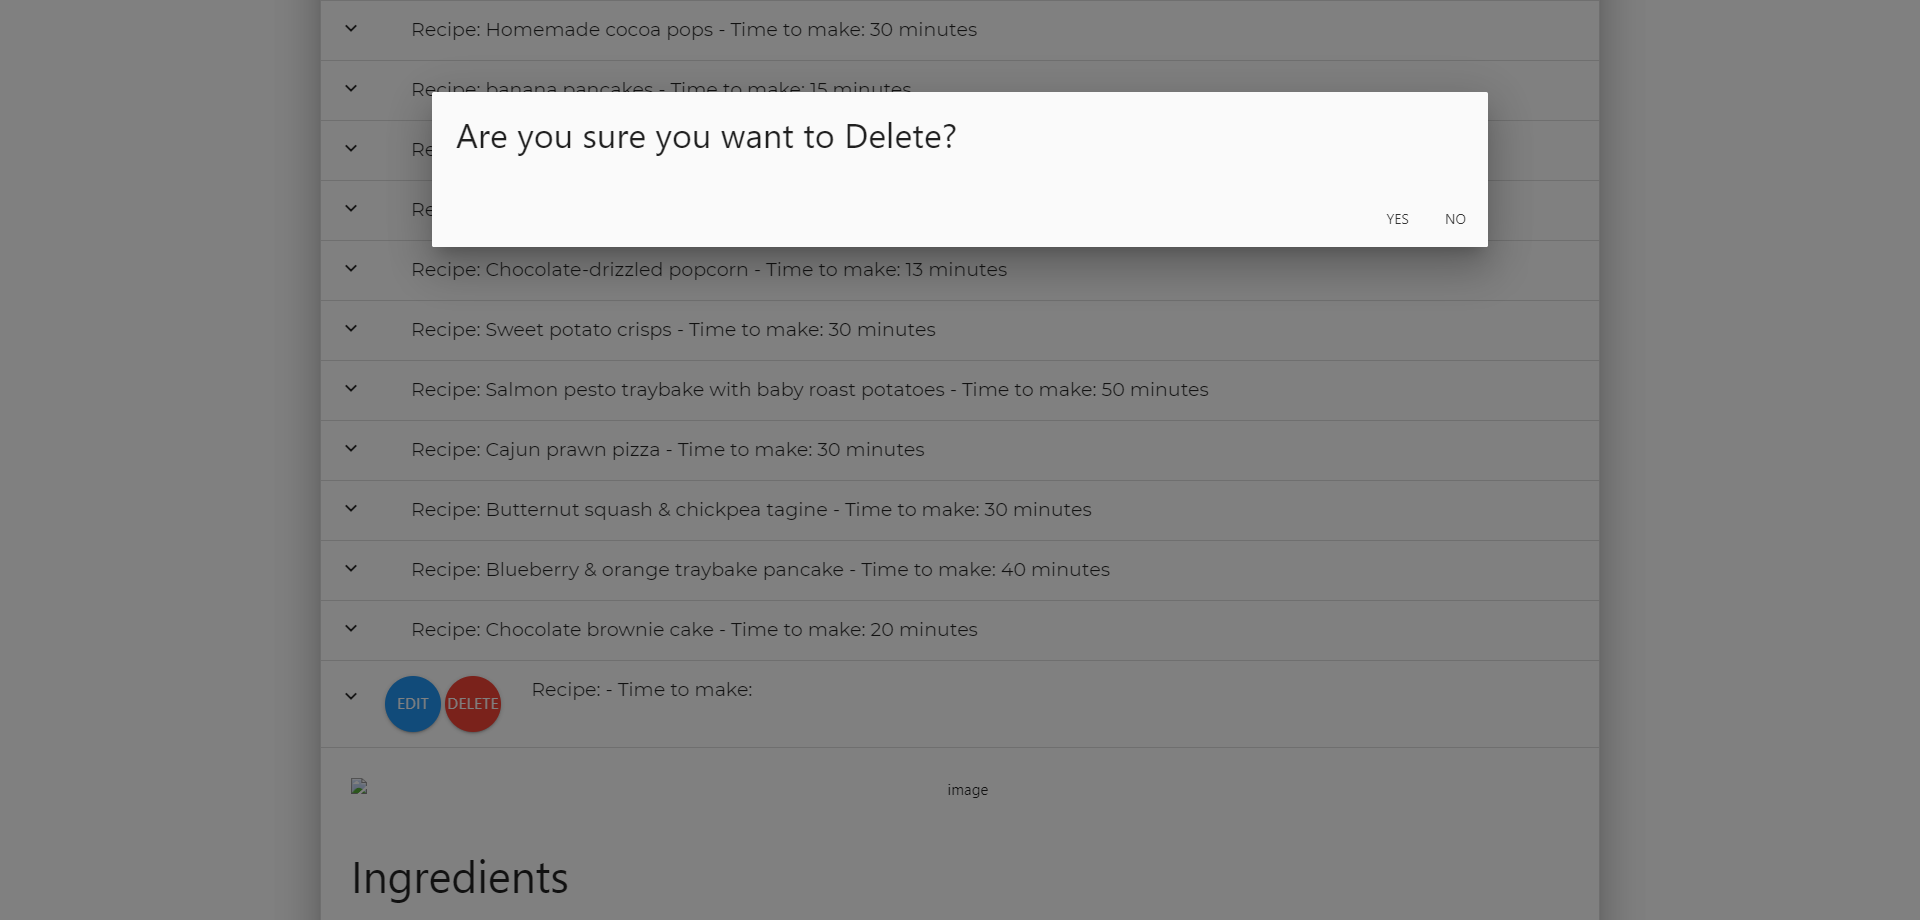 Recipe: Homemade cocoa pops - Time to make: 30 minutes
Recipe: banana pancakes - Time to make: 15 minutes
Are you sure you want to Delete?
Re
Re
YES NO
Recipe: Chocolate-drizzled popcorn - Time to make: 13 minutes
Recipe: Sweet potato crisps - Time to make: 30 minutes
Recipe: Salmon pesto traybake with baby roast potatoes - Time to make: 50 minutes
Recipe: Cajun prawn pizza - Time to make: 30 minutes
Recipe: Butternut squash & chickpea tagine - Time to make: 30 minutes
Recipe: Blueberry & orange traybake pancake - Time to make: 40 minutes
Recipe: Chocolate brownie cake - Time to make: 20 minutes
EDIT DELETE Recipe: - Time to make:
image
Ingredients